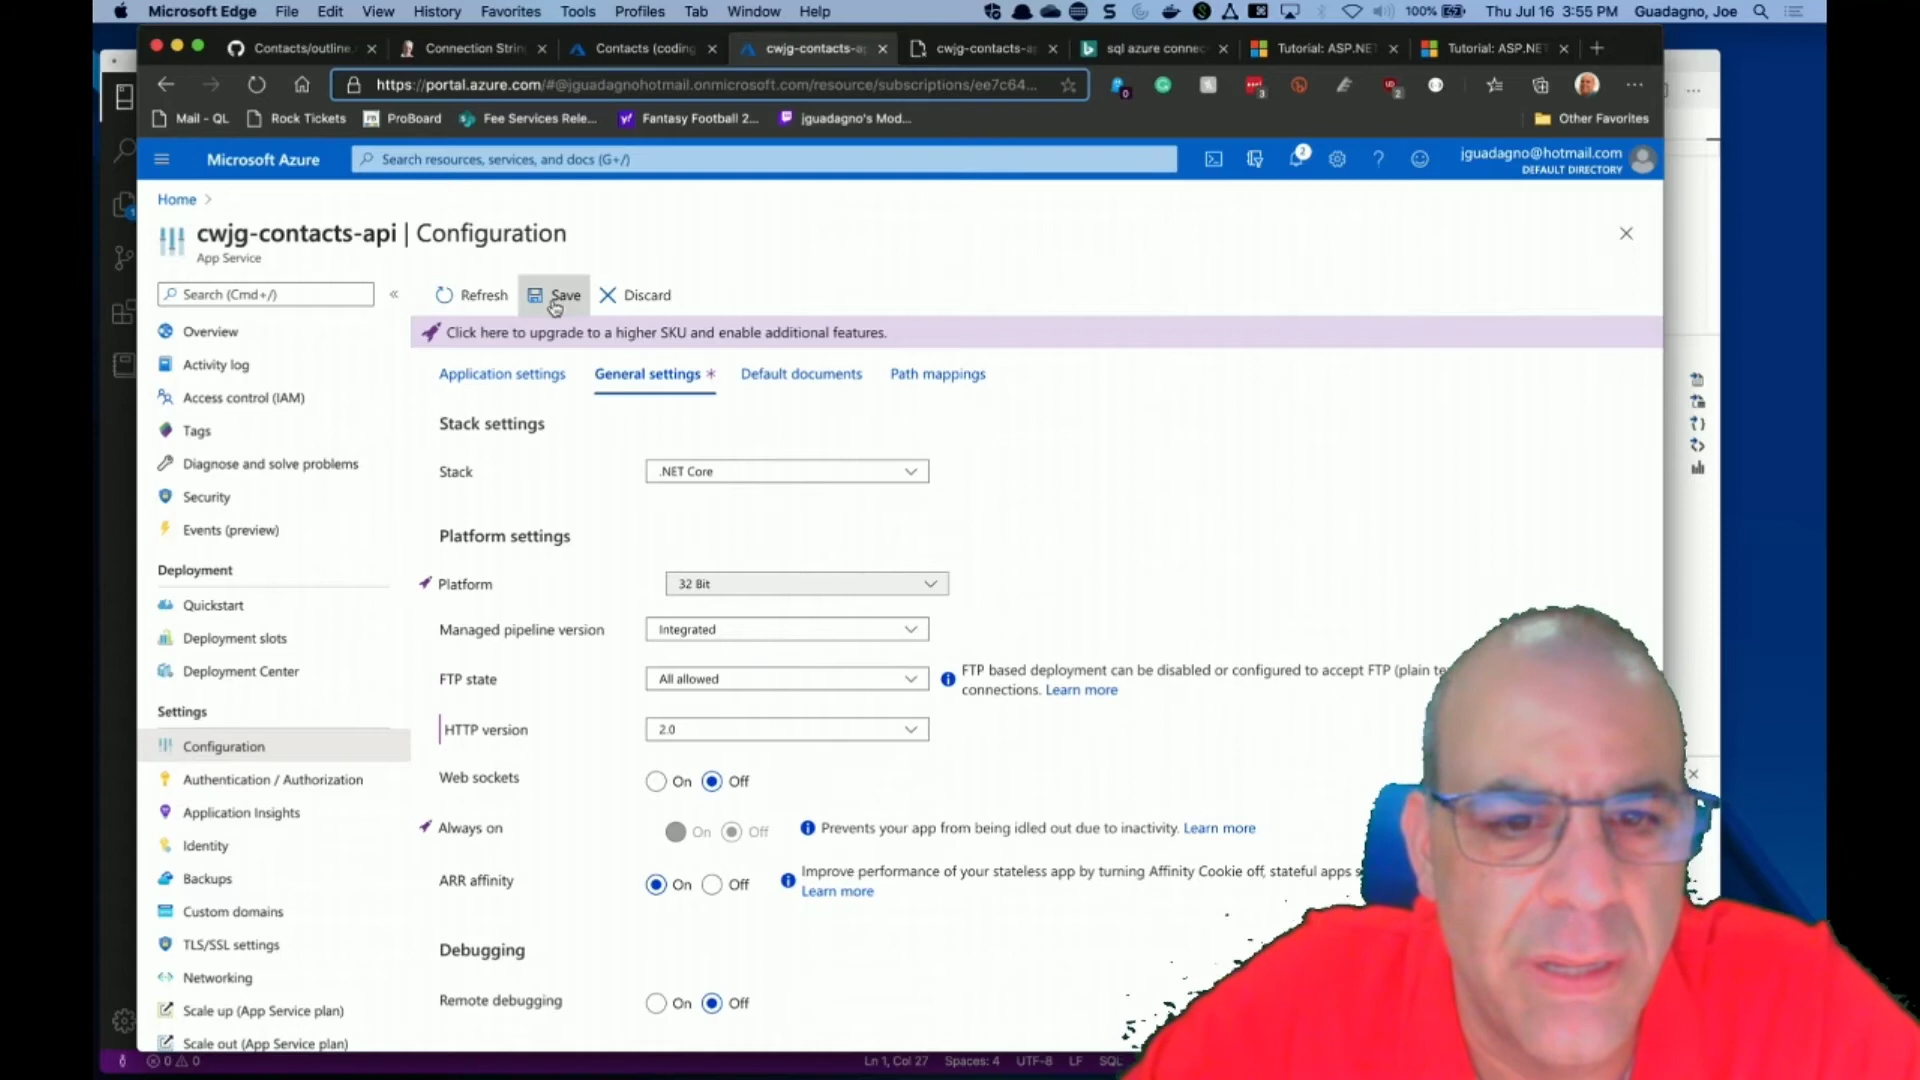 Microsoft Edge File Edit View History Favorites Tools Profiles Tab Window Help
100% Thu Jul 16 3:55 PM Guadagno, Joe
Contacts/outline. Connection Strin Contacts (coding cwjg-contacts-ap cwjg-contacts-ap sql azure connec Tutorial: ASP.NET Tutorial: ASP.NET
https://portal.azure.com/#@jguadagnohotmail.onmicrosoft.com/resource/subscriptions/ee7c64...
Mail - QL Rock Tickets ProBoard Fee Services Rele... Fantasy Football 2... jguadagno's Mod... Other Favorites
Microsoft Azure Search resources, services, and docs (G+/) 2 jguadagno@hotmail.com
DEFAULT DIRECTORY
Home >
cwjg-contacts-api | Configuration
App Service
Search (Cmd+/) « Refresh Save Discard
Click here to upgrade to a higher SKU and enable additional features.
Overview
Activity log
Access control (IAM)
Tags
Diagnose and solve problems
Security
Events (preview)
Deployment
Quickstart
Deployment slots
Deployment Center
Settings
Configuration
Authentication / Authorization
Application Insights
Identity
Backups
Custom domains
TLS/SSL settings
Networking
Scale up (App Service plan)
Scale out (App Service plan)
Application settings General settings * Default documents Path mappings
Stack settings
Stack .NET Core
Platform settings
Platform 32 Bit
Managed pipeline version Integrated
FTP state All allowed FTP based deployment can be disabled or configured to accept FTP (plain te
connections. Learn more
HTTP version 2.0
Web sockets On Off
Always on On Off Prevents your app from being idled out due to inactivity. Learn more
ARR affinity On Off Improve performance of your stateless app by turning Affinity Cookie off, stateful apps s
Learn more
Debugging
Remote debugging On Off
0 0 Ln 1, Col 27 Spaces: 4 UTF-8 LF SQL